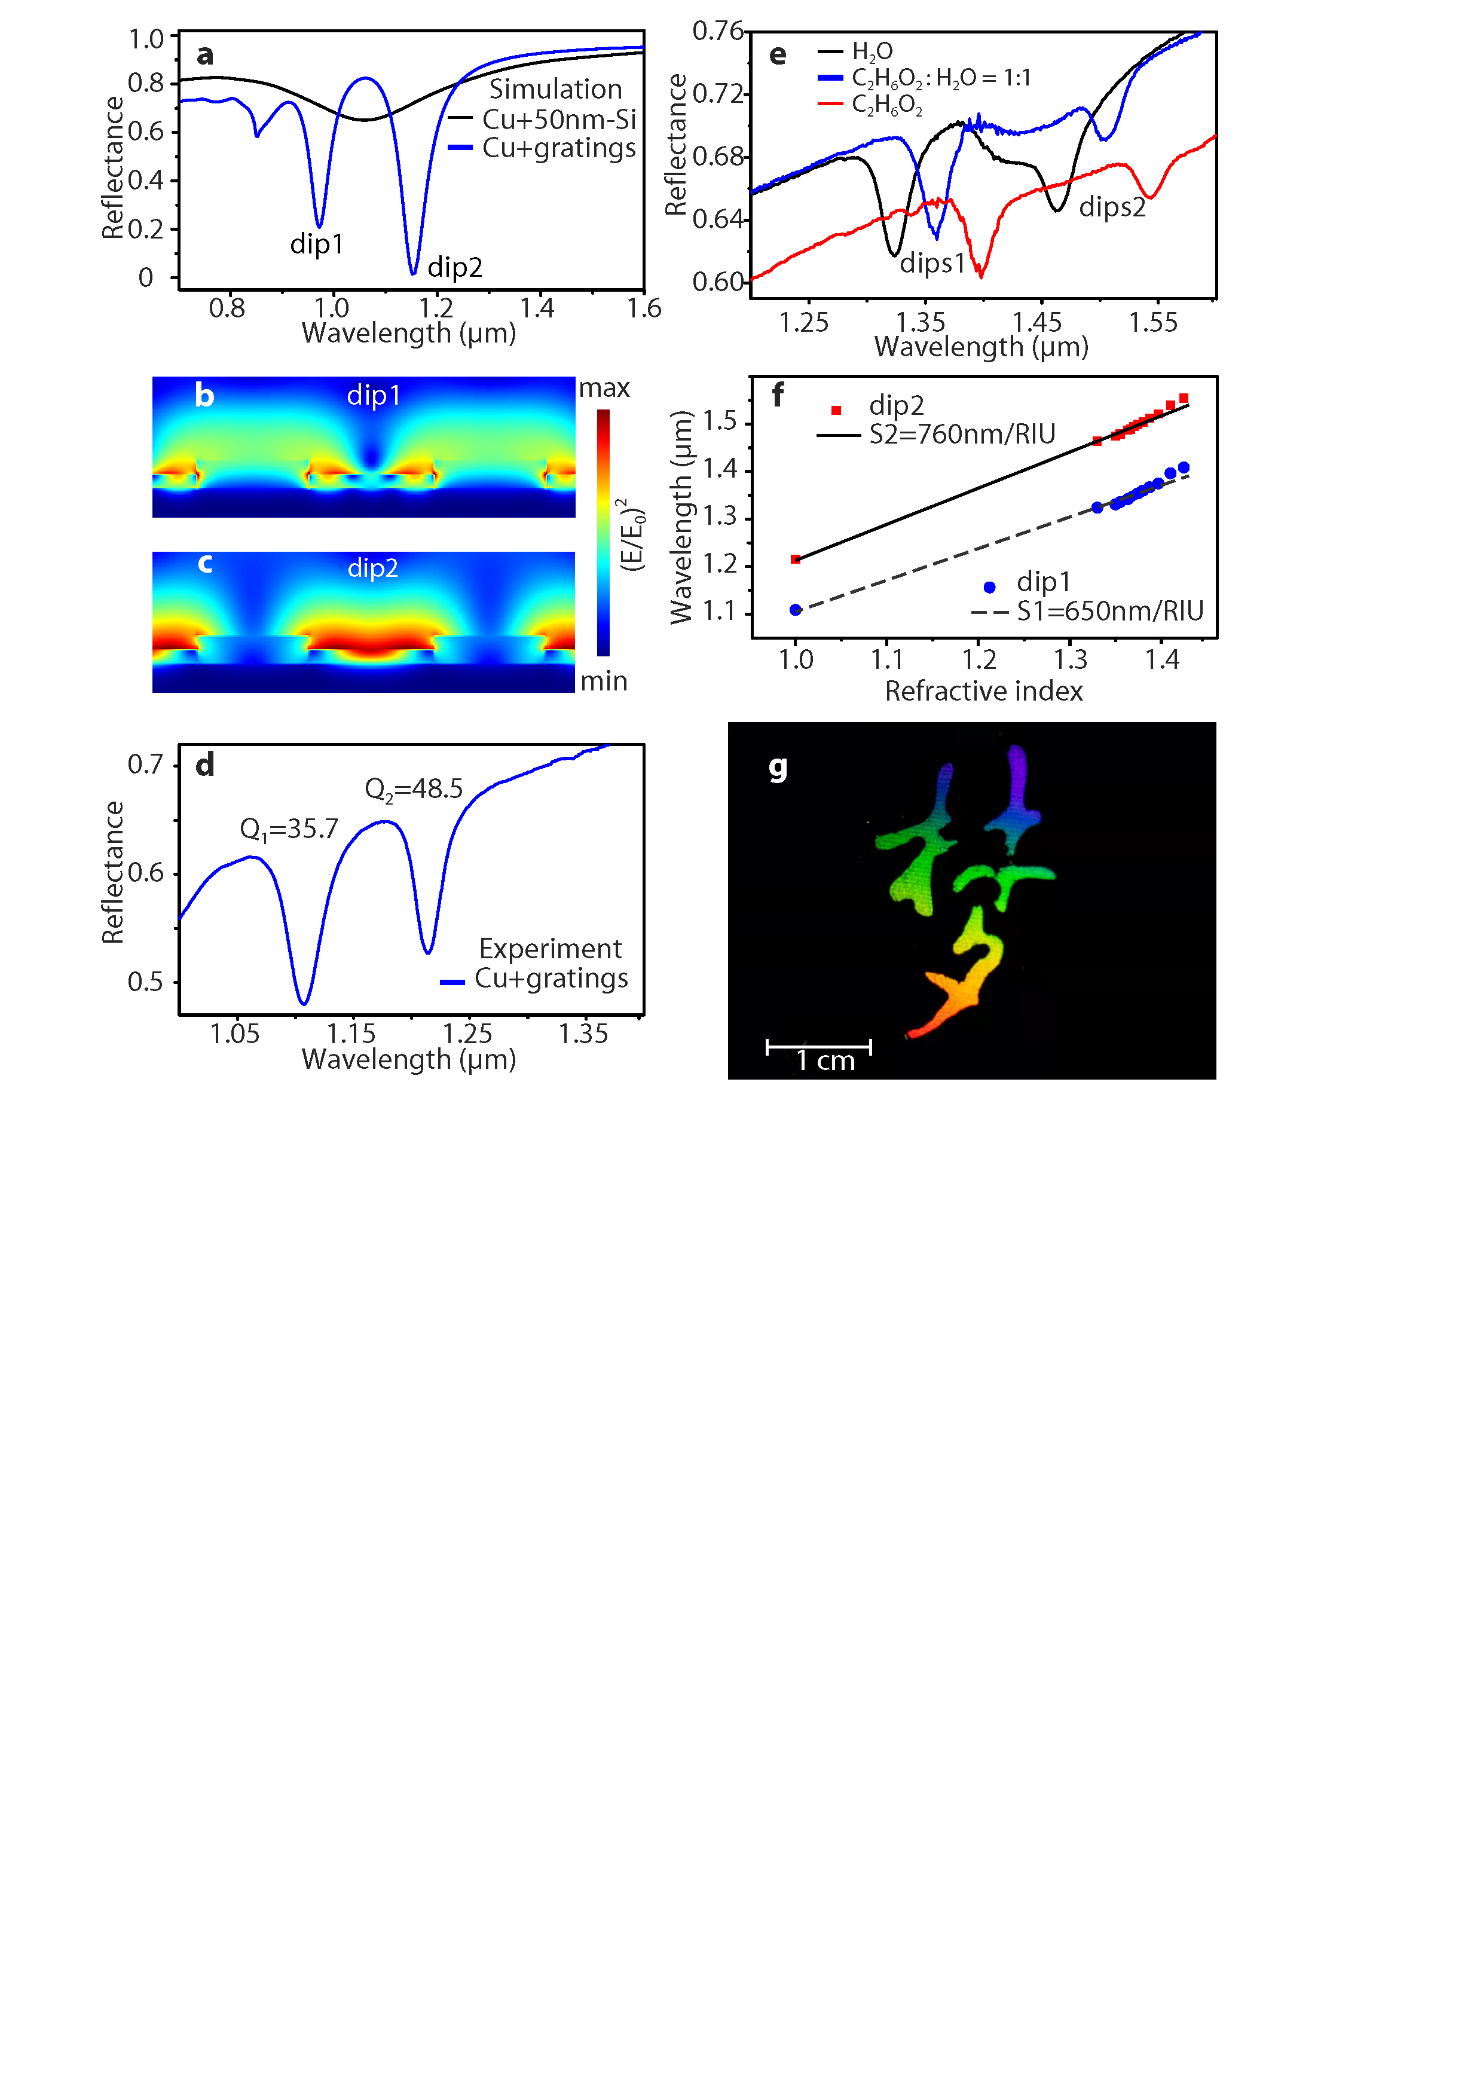 a
1.0
0.8
0.6
0.4
0.2
0
Reflectance
Simulation
Cu+50nm-Si
Cu+gratings
dip1
dip2
0.8 1.0 1.2 1.4 1.6
Wavelength (μm)
b
dip1
max
c
dip2
(E/E₀)²
min
d
0.7
0.6
0.5
Reflectance
Q₁=35.7
Q₂=48.5
Experiment
Cu+gratings
1.05 1.15 1.25 1.35
Wavelength (μm)
e
0.76
0.72
0.68
0.64
0.60
Reflectance
H₂O
C₂H₆O₂: H₂O = 1:1
C₂H₆O₂
dips1
dips2
1.25 1.35 1.45 1.55
Wavelength (μm)
f
1.5
1.4
1.3
1.2
1.1
Wavelength (μm)
dip2
S2=760nm/RIU
dip1
S1=650nm/RIU
1.0 1.1 1.2 1.3 1.4
Refractive index
g
1 cm